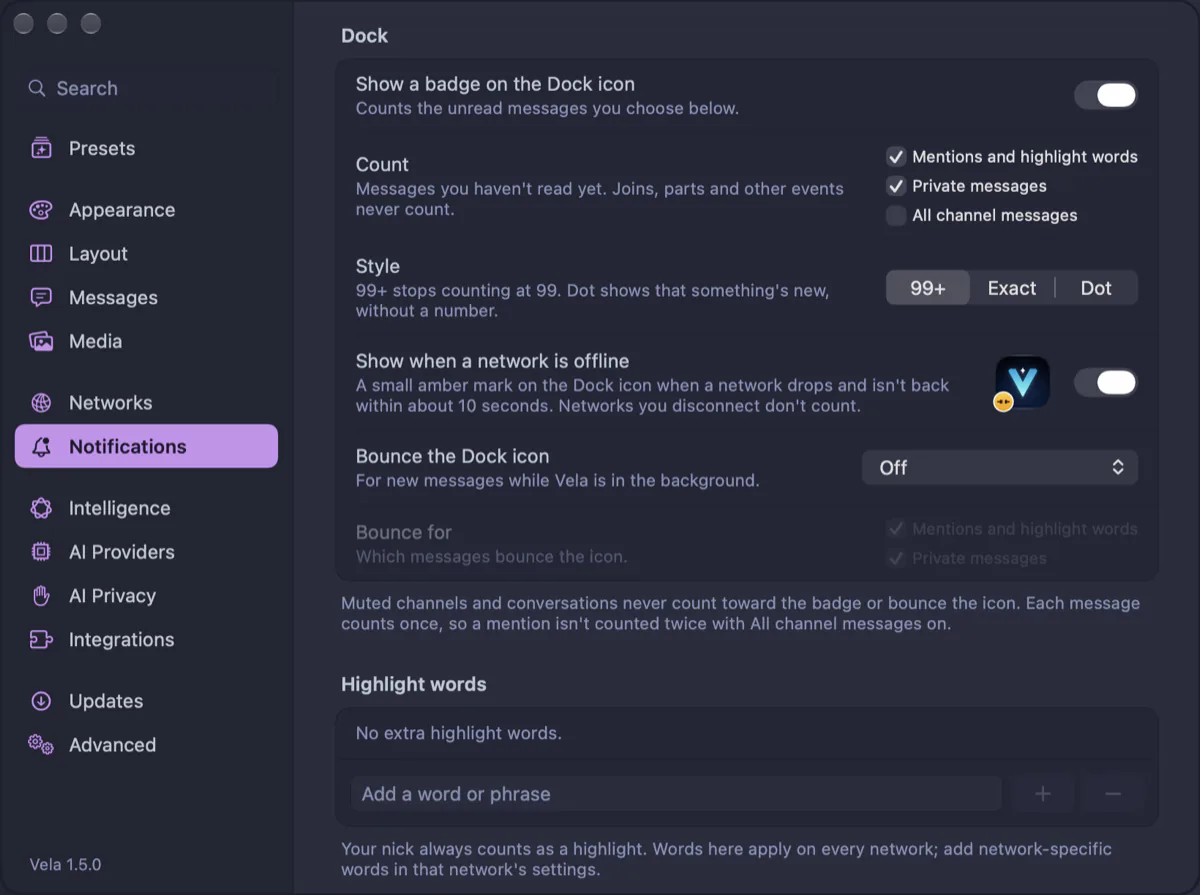 Search
Presets
Appearance
Layout
Messages
Media
Networks
Notifications
Intelligence
AI Providers
AI Privacy
Integrations
Updates
Advanced
Vela 1.5.0
Dock
Show a badge on the Dock icon
Counts the unread messages you choose below.
Count
Messages you haven't read yet. Joins, parts and other events
never count.
Mentions and highlight words
Private messages
All channel messages
Style
99+ stops counting at 99. Dot shows that something's new,
without a number.
99+ Exact Dot
Show when a network is offline
A small amber mark on the Dock icon when a network drops and isn't back
within about 10 seconds. Networks you disconnect don't count.
Bounce the Dock icon
For new messages while Vela is in the background.
Off
Bounce for
Which messages bounce the icon.
Mentions and highlight words
Private messages
Muted channels and conversations never count toward the badge or bounce the icon. Each message
counts once, so a mention isn't counted twice with All channel messages on.
Highlight words
No extra highlight words.
Add a word or phrase
Your nick always counts as a highlight. Words here apply on every network; add network-specific
words in that network's settings.